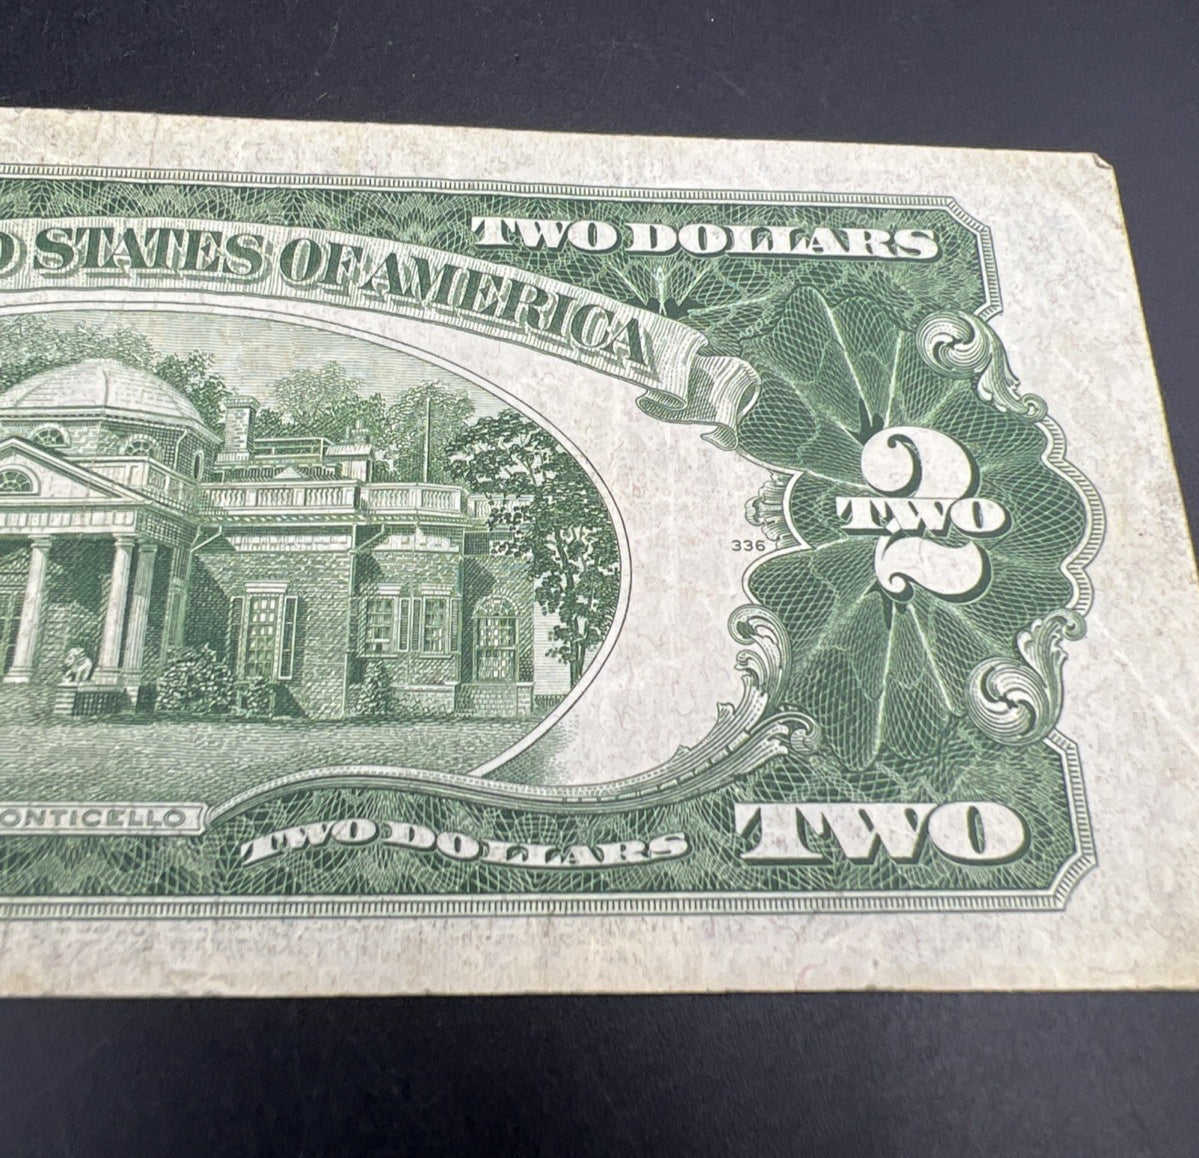 D STATES OF AMERICA
TWO DOLLARS
2
TWO
336
ONTICELLO
TWO DOLLARS
TWO